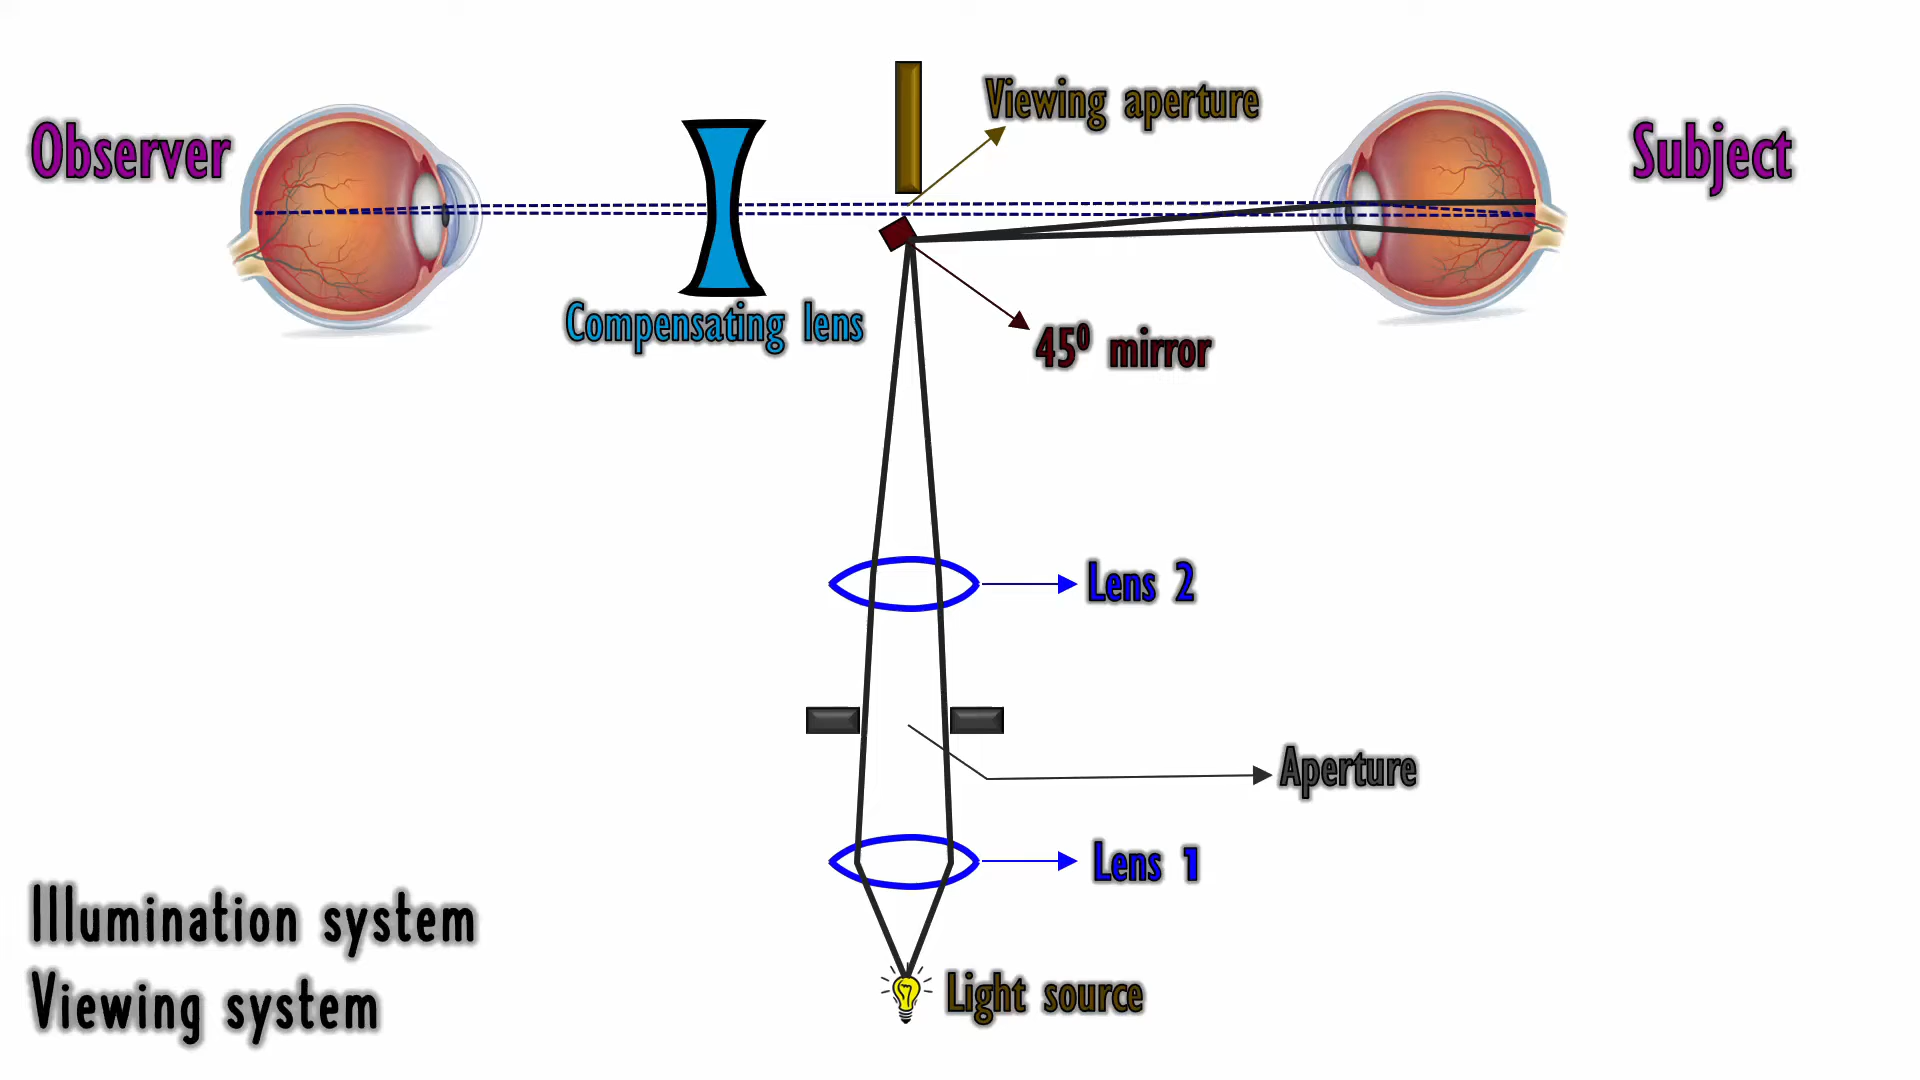 Viewing aperture
Observer
Subject
Compensating lens
45⁰ mirror
Lens 2
Aperture
Lens 1
Illumination system
Light source
Viewing system